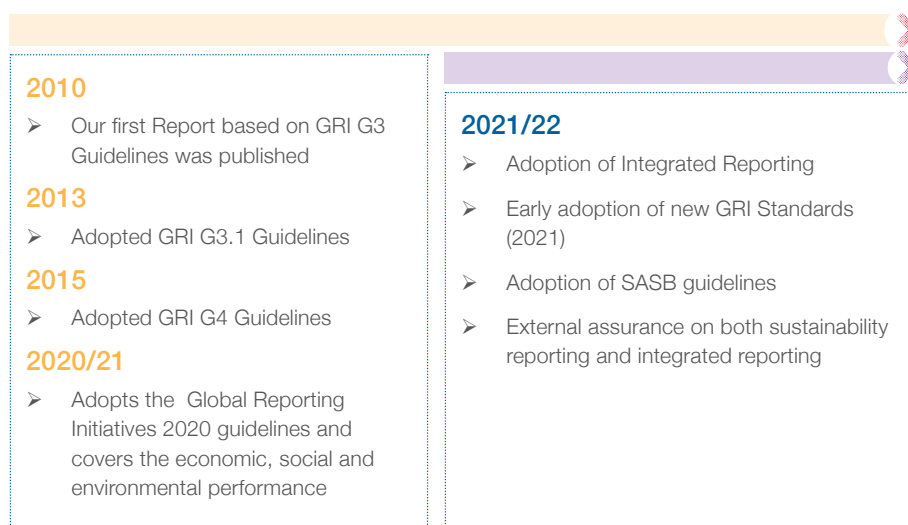 2010
➢ Our first Report based on GRI G3
Guidelines was published
2013
➢ Adopted GRI G3.1 Guidelines
2015
➢ Adopted GRI G4 Guidelines
2020/21
➢ Adopts the Global Reporting
Initiatives 2020 guidelines and
covers the economic, social and
environmental performance
2021/22
➢ Adoption of Integrated Reporting
➢ Early adoption of new GRI Standards
(2021)
➢ Adoption of SASB guidelines
➢ External assurance on both sustainability
reporting and integrated reporting